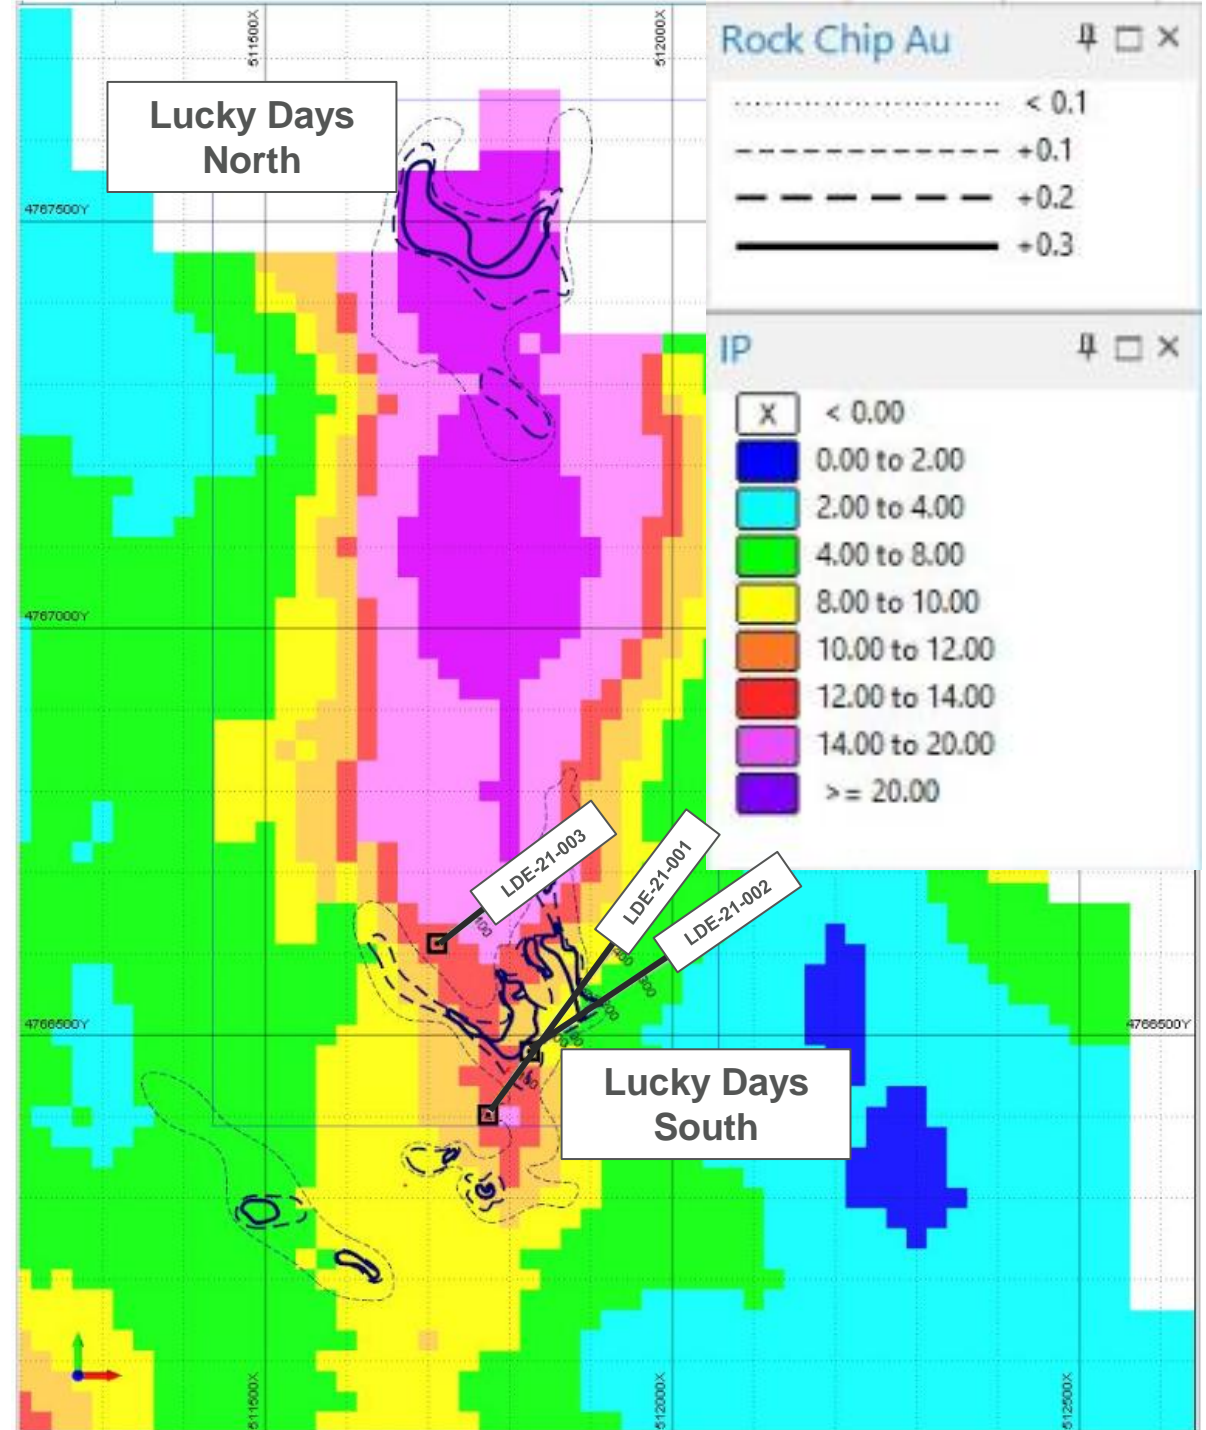 511500X
512000X
Lucky Days
North
4767500Y
Rock Chip Au
< 0.1
+0.1
+0.2
+0.3
IP
X < 0.00
0.00 to 2.00
2.00 to 4.00
4.00 to 8.00
8.00 to 10.00
10.00 to 12.00
12.00 to 14.00
14.00 to 20.00
>= 20.00
4767000Y
LDE-21-003
LDE-21-001
LDE-21-002
100
400
300
4766500Y
4766500Y
Lucky Days
South
511500X
512000X
512500X